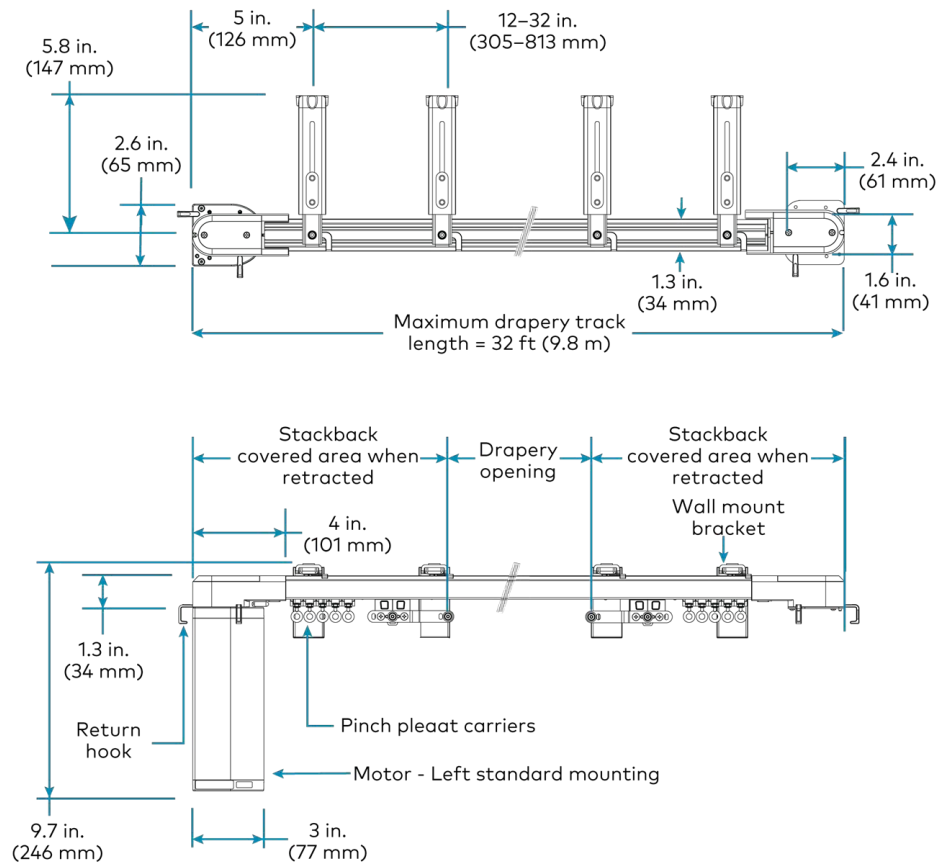 5 in.
(126 mm)
12–32 in.
(305–813 mm)
5.8 in.
(147 mm)
2.6 in.
(65 mm)
2.4 in.
(61 mm)
1.3 in.
(34 mm)
1.6 in.
(41 mm)
Maximum drapery track
length = 32 ft (9.8 m)
Stackback
covered area when
retracted
Drapery
opening
Stackback
covered area when
retracted
Wall mount
bracket
4 in.
(101 mm)
1.3 in.
(34 mm)
Return
hook
Pinch pleaat carriers
Motor - Left standard mounting
9.7 in.
(246 mm)
3 in.
(77 mm)